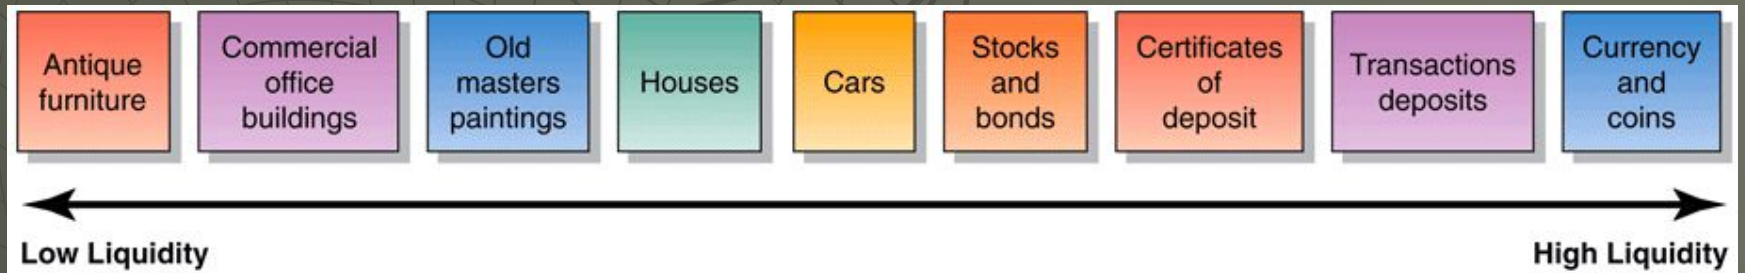 Antique
furniture
Commercial
office
buildings
Old
masters
paintings
Houses
Cars
Stocks
and
bonds
Certificates
of
deposit
Transactions
deposits
Currency
and
coins
Low Liquidity
High Liquidity